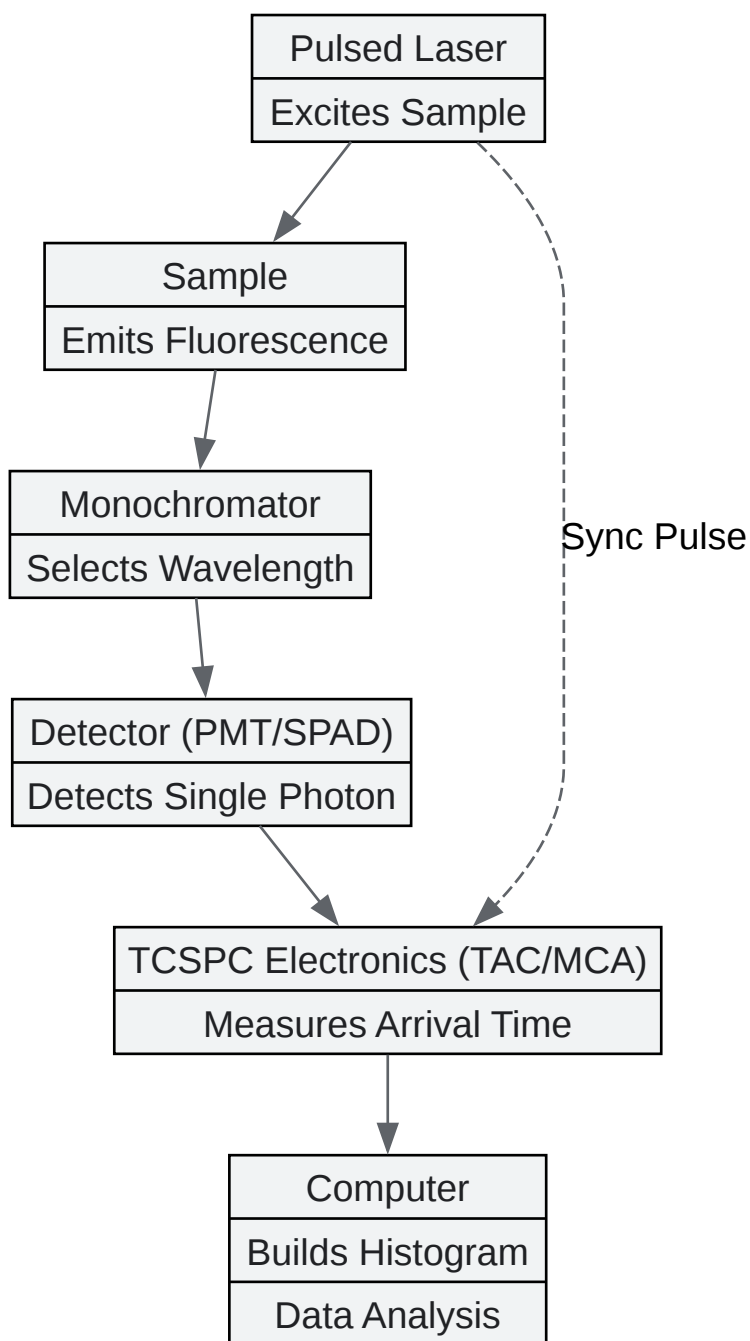 Pulsed Laser
Excites Sample
Sample
Emits Fluorescence
Monochromator
Selects Wavelength
Sync Pulse
Detector (PMT/SPAD)
Detects Single Photon
TCSPC Electronics (TAC/MCA)
Measures Arrival Time
Computer
Builds Histogram
Data Analysis